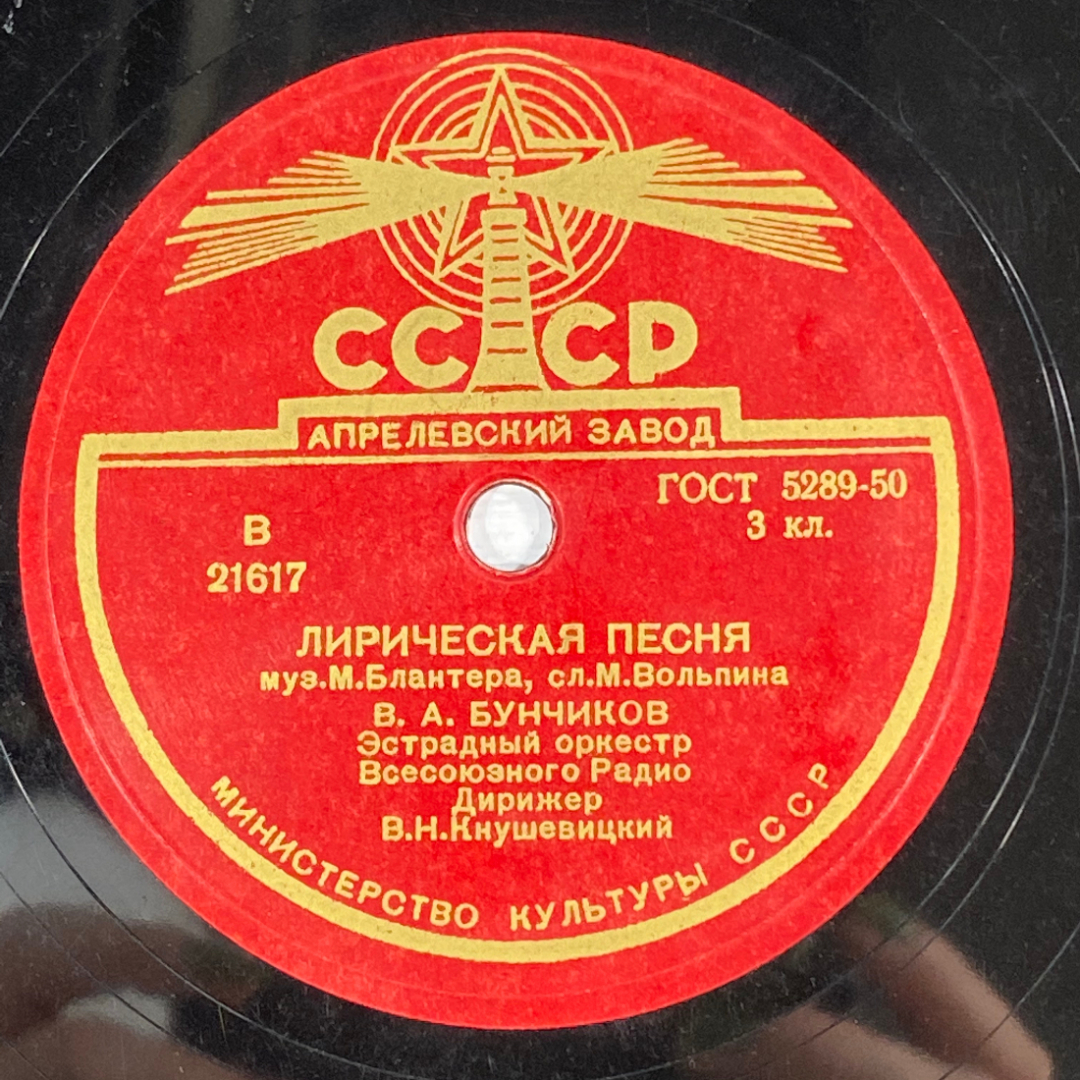 СССР
АПРЕЛЕВСКИЙ ЗАВОД
ГОСТ 5289-50
3 кл.
В
21617
ЛИРИЧЕСКАЯ ПЕСНЯ
муз.М.Блантера, сл.М.Вольпина
В. А. БУНЧИКОВ
Эстрадный оркестр
Всесоюзного Радио
Дирижер
В.Н.Кнушевицкий
МИНИСТЕРСТВО КУЛЬТУРЫ СССР